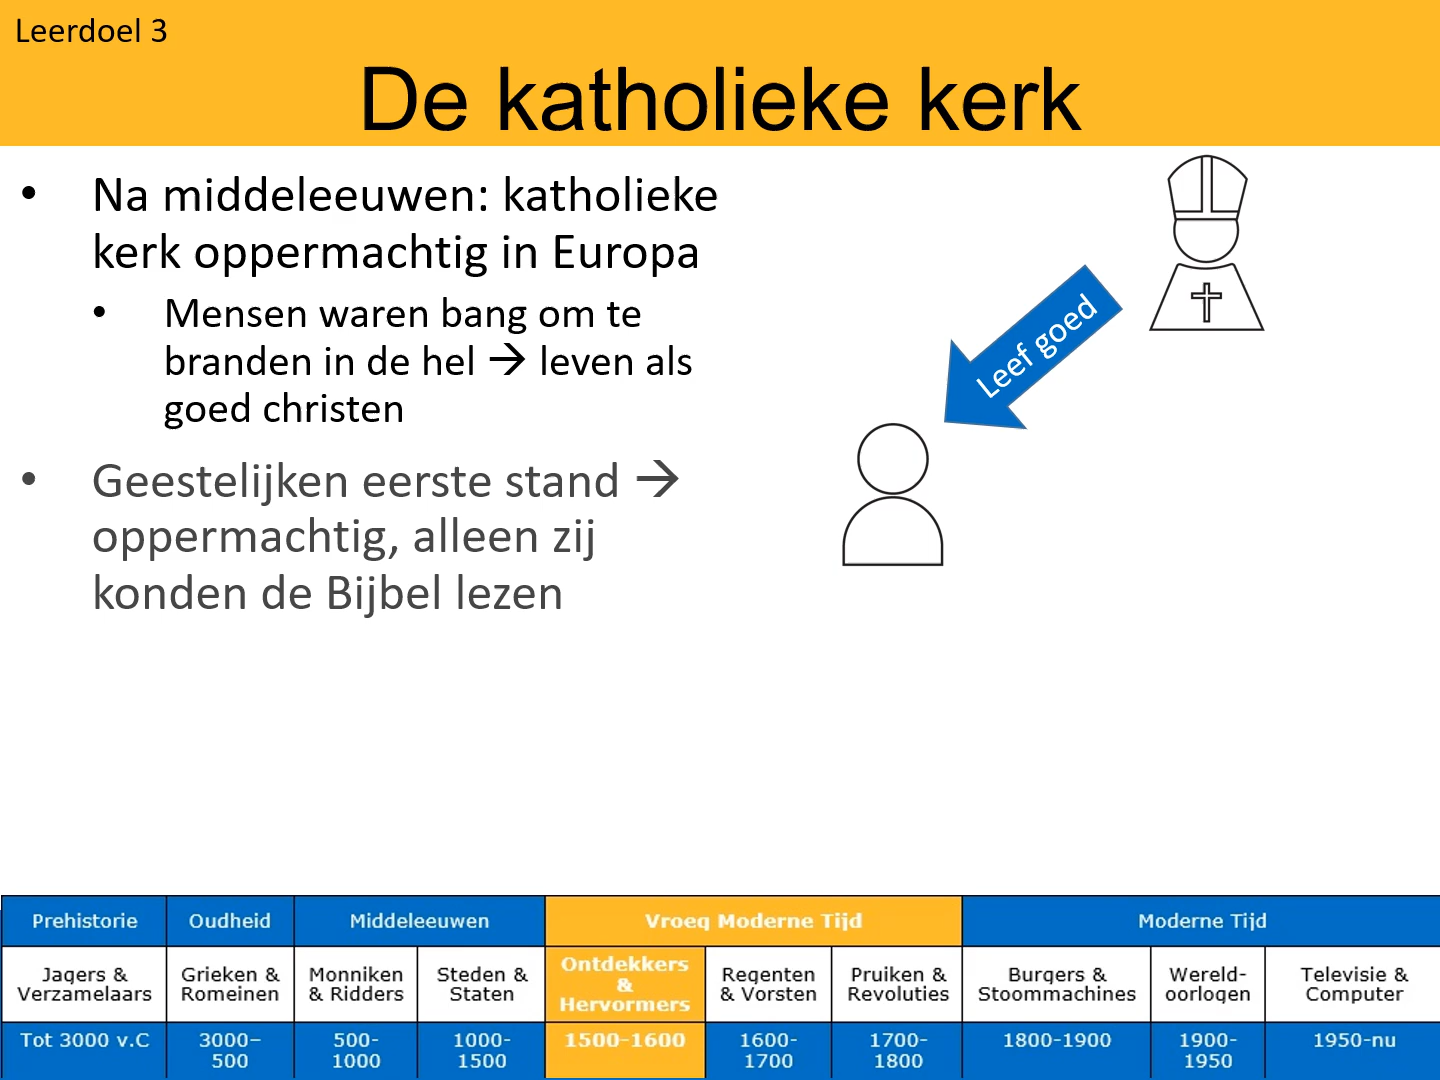 Leerdoel 3
De katholieke kerk
• Na middeleeuwen: katholieke
kerk oppermachtig in Europa
• Mensen waren bang om te
branden in de hel → leven als
goed christen
• Geestelijken eerste stand →
oppermachtig, alleen zij
konden de Bijbel lezen
Leef goed
Prehistorie Oudheid Middeleeuwen Vroeg Moderne Tijd Moderne Tijd
Jagers &
Verzamelaars
Grieken &
Romeinen
Monniken
& Ridders
Steden &
Staten
Ontdekkers
&
Hervormers
Regenten
& Vorsten
Pruiken &
Revoluties
Burgers &
Stoommachines
Wereld-
oorlogen
Televisie &
Computer
Tot 3000 v.C
3000–
500
500-
1000
1000-
1500
1500-1600
1600-
1700
1700-
1800
1800-1900
1900-
1950
1950-nu